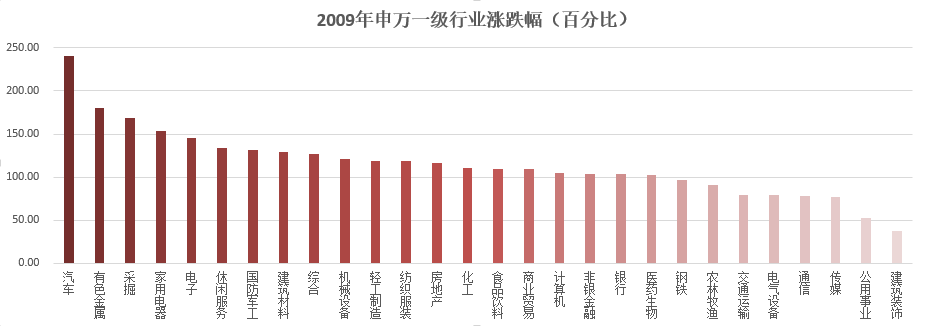 2009年申万一级行业涨跌幅（百分比）
250.00
200.00
150.00
100.00
50.00
0.00
汽车
有色金属
采掘
家用电器
电子
休闲服务
国防军工
建筑材料
综合
机械设备
轻工制造
纺织服装
房地产
化工
食品饮料
商业贸易
计算机
非银金融
银行
医药生物
钢铁
农林牧渔
交通运输
电气设备
通信
传媒
公用事业
建筑装饰